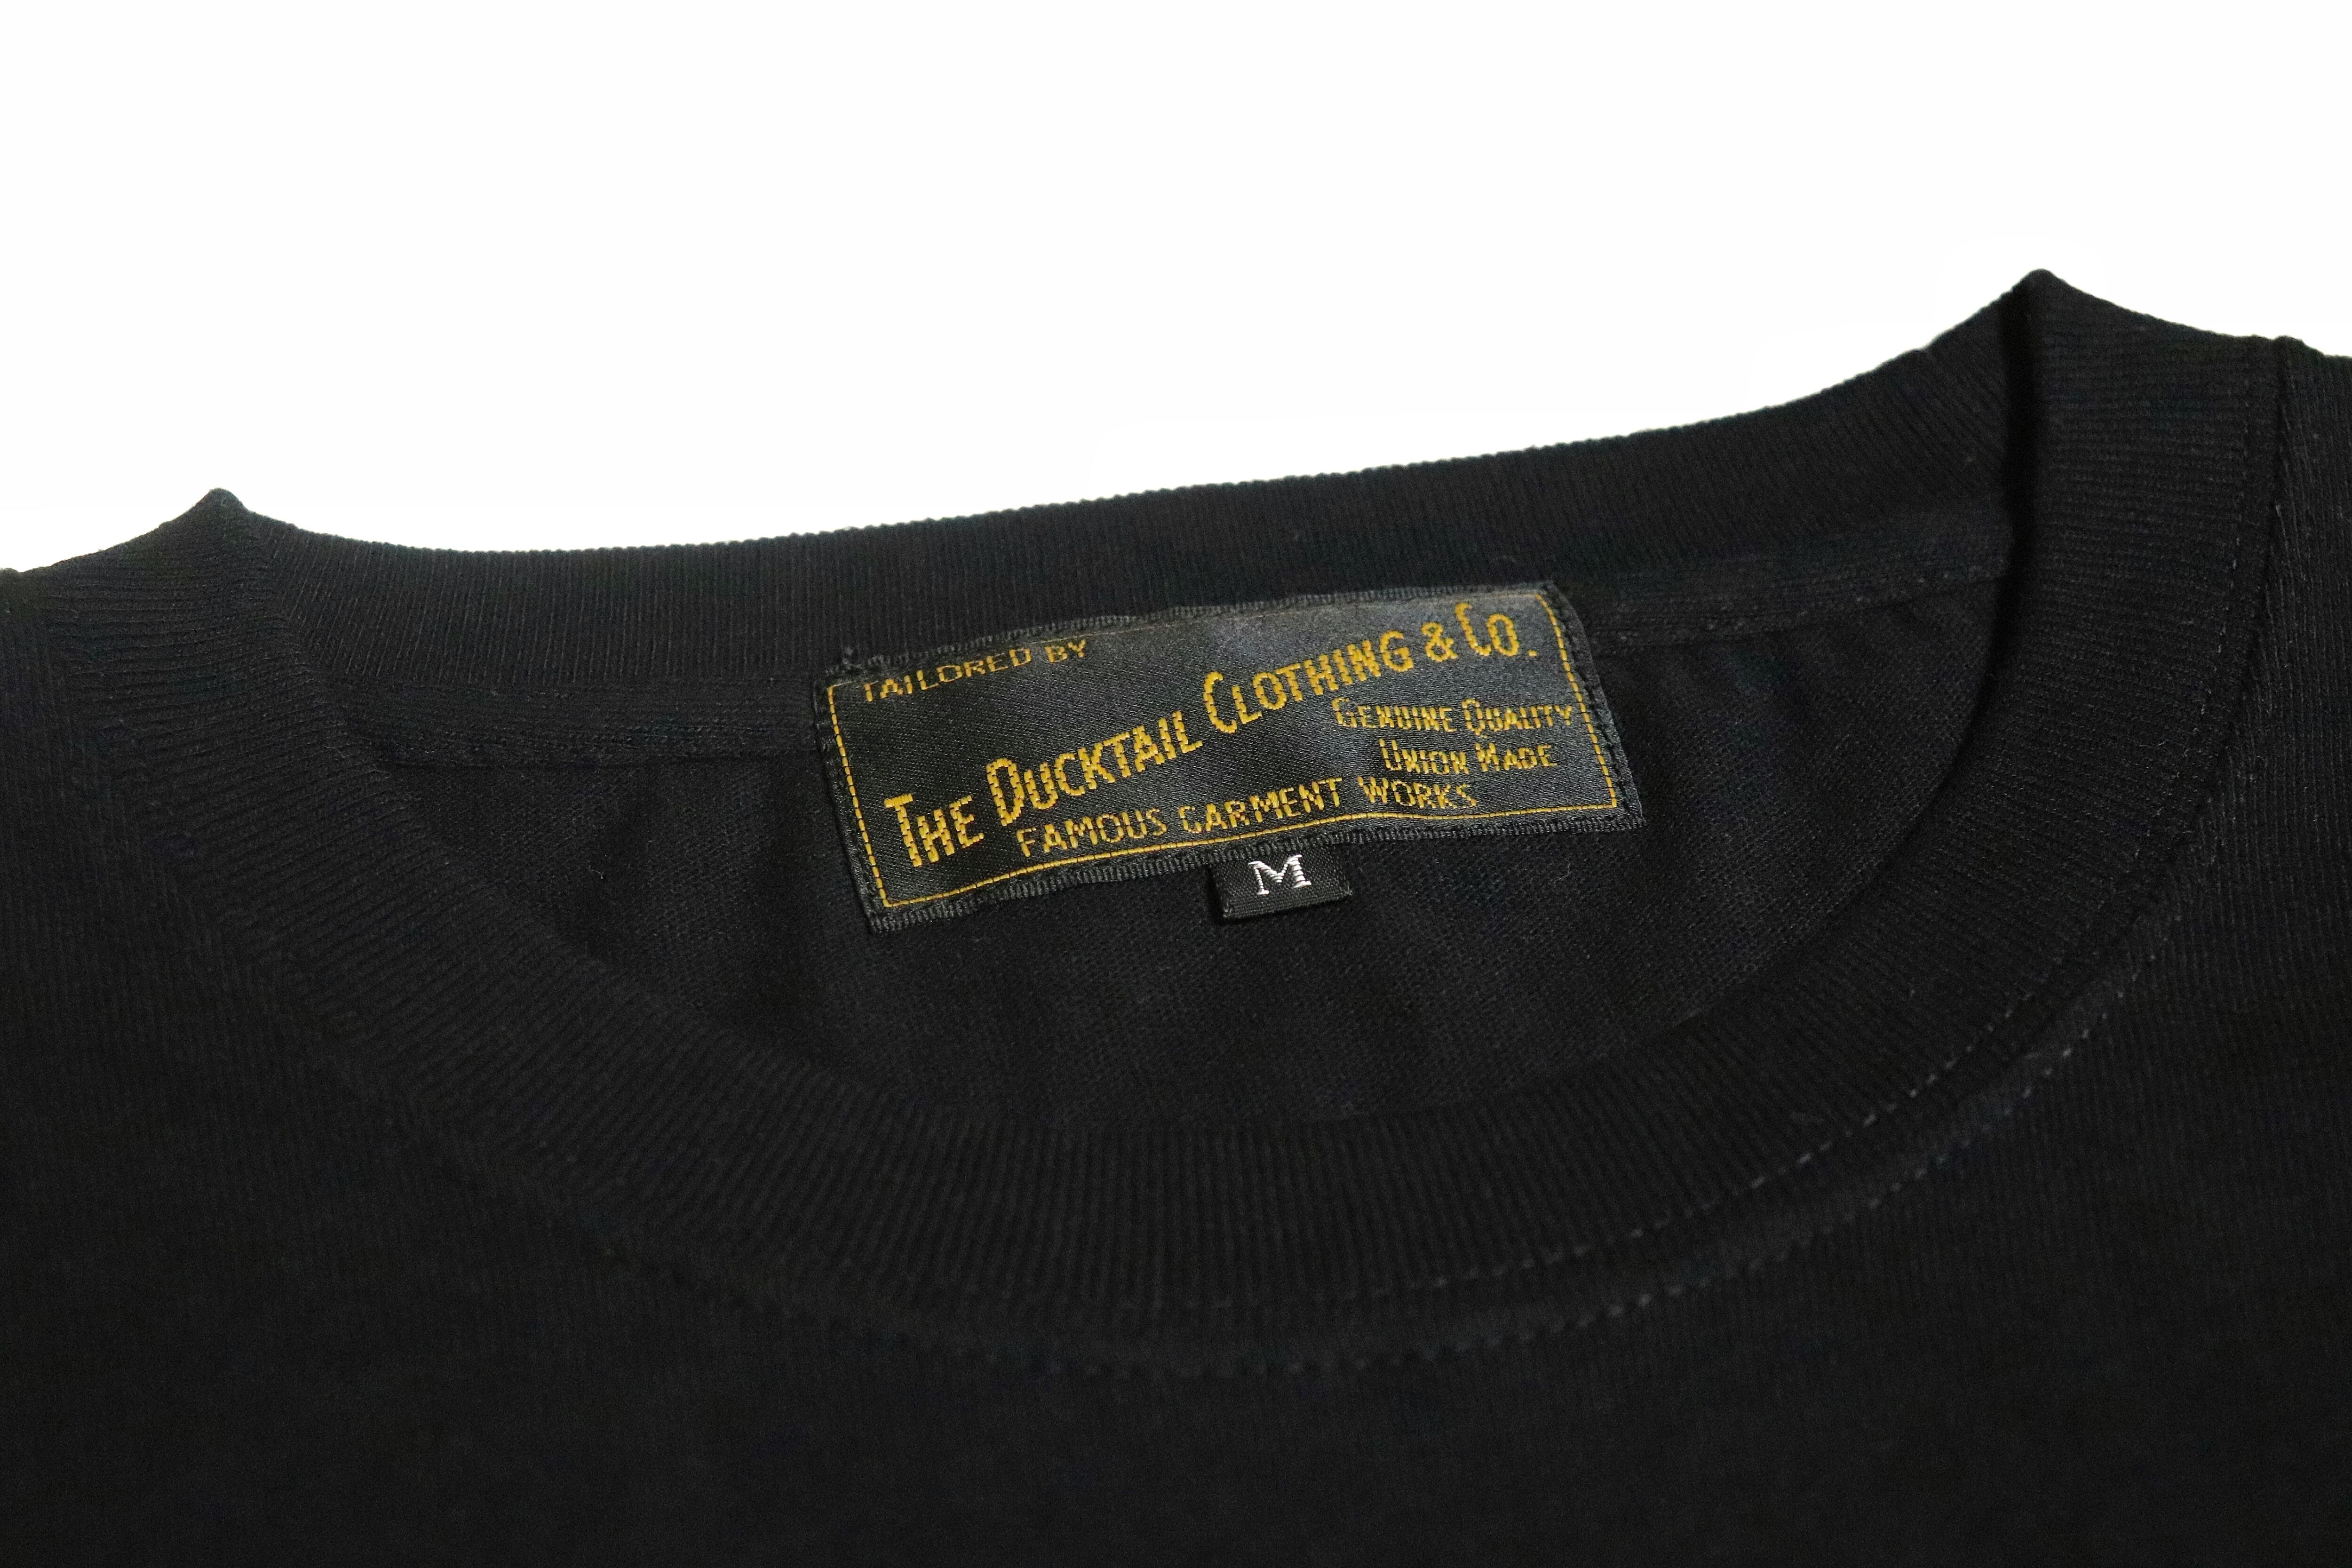 TAILORED BY
THE DUCKTAIL CLOTHING & CO.
GENUINE QUALITY
UNION MADE
FAMOUS GARMENT WORKS
M